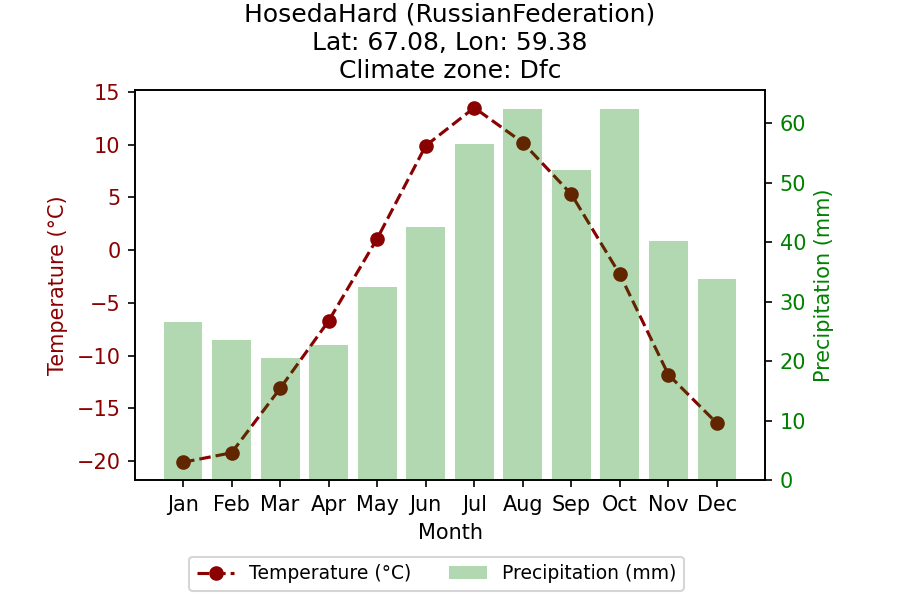 HosedaHard (RussianFederation)
Lat: 67.08, Lon: 59.38
Climate zone: Dfc
15
10
5
0
−5
−10
−15
−20
Temperature (°C)
60
50
40
30
20
10
0
Precipitation (mm)
Jan Feb Mar Apr May Jun Jul Aug Sep Oct Nov Dec
Month
Temperature (°C) Precipitation (mm)